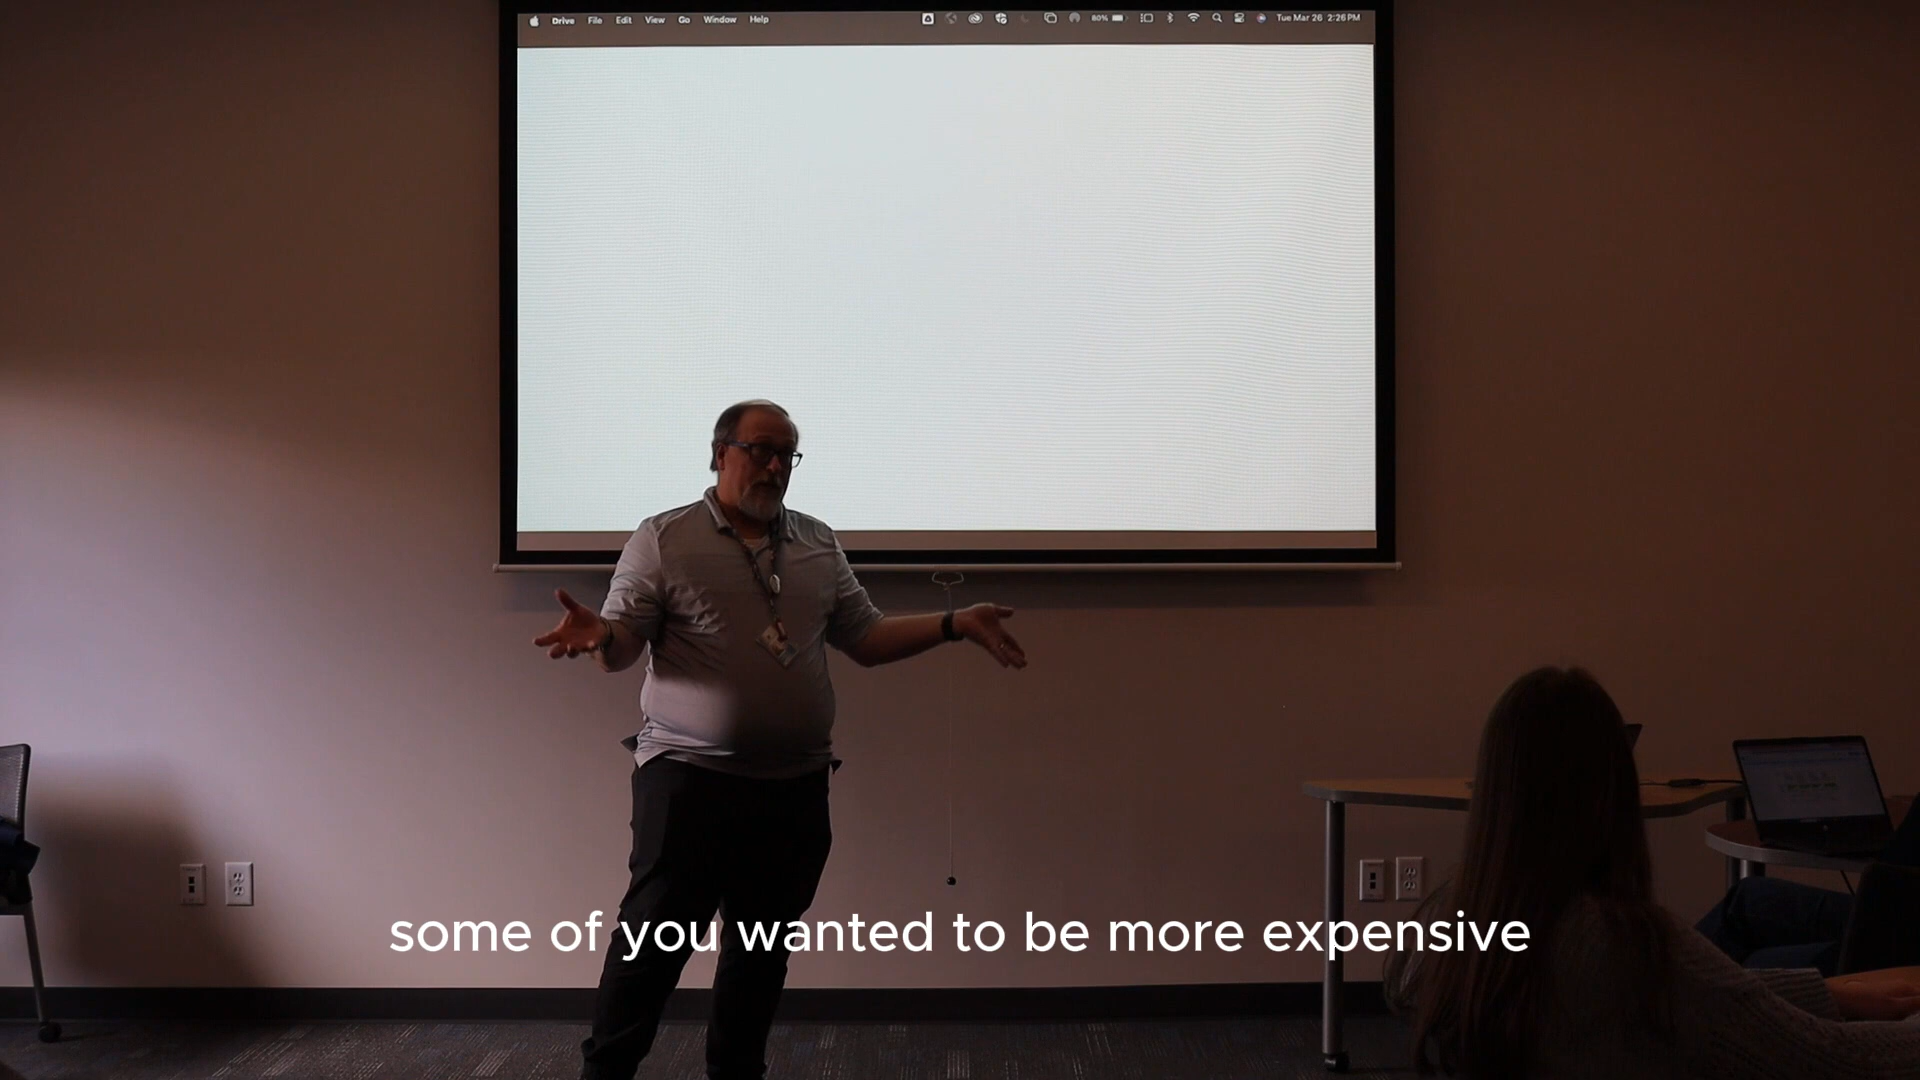 Drive File Edit View Go Window Help 80% Tue Mar 26 2:26 PM
some of you wanted to be more expensive